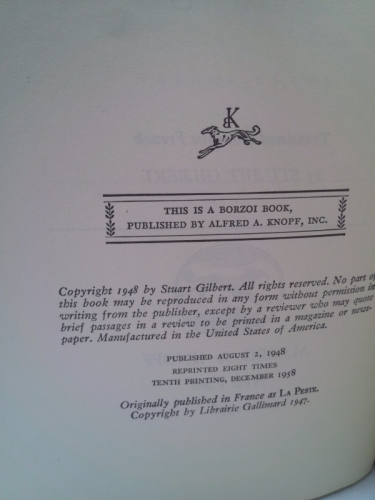 BK
THIS IS A BORZOI BOOK,
PUBLISHED BY ALFRED A. KNOPF, INC.
Copyright 1948 by Stuart Gilbert. All rights reserved. No part of
this book may be reproduced in any form without permission in
writing from the publisher, except by a reviewer who may quote
brief passages in a review to be printed in a magazine or news-
paper. Manufactured in the United States of America.
PUBLISHED AUGUST 2, 1948
REPRINTED EIGHT TIMES
TENTH PRINTING, DECEMBER 1958
Originally published in France as LA PESTE.
Copyright by Librairie Gallimard 1947.